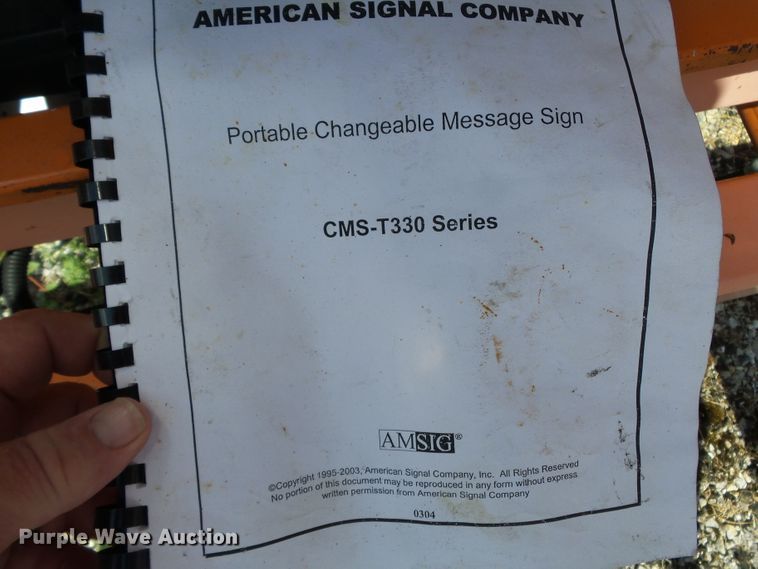 AMERICAN SIGNAL COMPANY
Portable Changeable Message Sign
CMS-T330 Series
AMSIG®
©Copyright 1995-2003, American Signal Company, Inc. All Rights Reserved
No portion of this document may be reproduced in any form without express
written permission from American Signal Company
0304
Purple Wave Auction